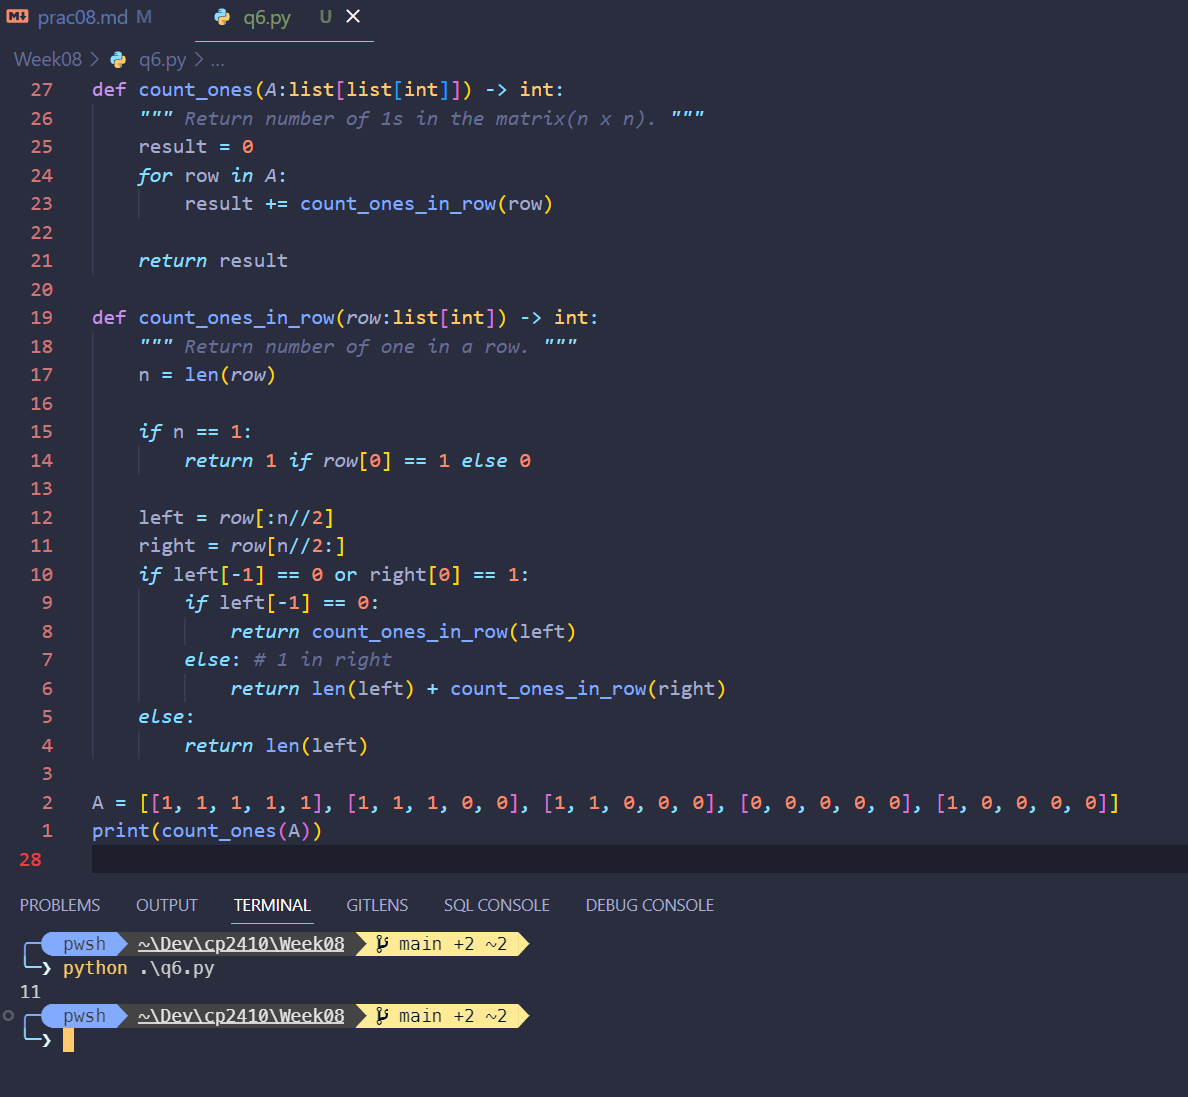 prac08.md M q6.py U ×
Week08 > q6.py > ...
27 def count_ones(A:list[list[int]]) -> int:
26     """ Return number of 1s in the matrix(n x n). """
25     result = 0
24     for row in A:
23         result += count_ones_in_row(row)
22
21     return result
20
19 def count_ones_in_row(row:list[int]) -> int:
18     """ Return number of one in a row. """
17     n = len(row)
16
15     if n == 1:
14         return 1 if row[0] == 1 else 0
13
12     left = row[:n//2]
11     right = row[n//2:]
10     if left[-1] == 0 or right[0] == 1:
9         if left[-1] == 0:
8             return count_ones_in_row(left)
7         else: # 1 in right
6             return len(left) + count_ones_in_row(right)
5     else:
4         return len(left)
3
2 A = [[1, 1, 1, 1, 1], [1, 1, 1, 0, 0], [1, 1, 0, 0, 0], [0, 0, 0, 0, 0], [1, 0, 0, 0, 0]]
1 print(count_ones(A))
28
PROBLEMS OUTPUT TERMINAL GITLENS SQL CONSOLE DEBUG CONSOLE
pwsh ~\Dev\cp2410\Week08 main +2 ~2
❯ python .\q6.py
11
pwsh ~\Dev\cp2410\Week08 main +2 ~2
❯